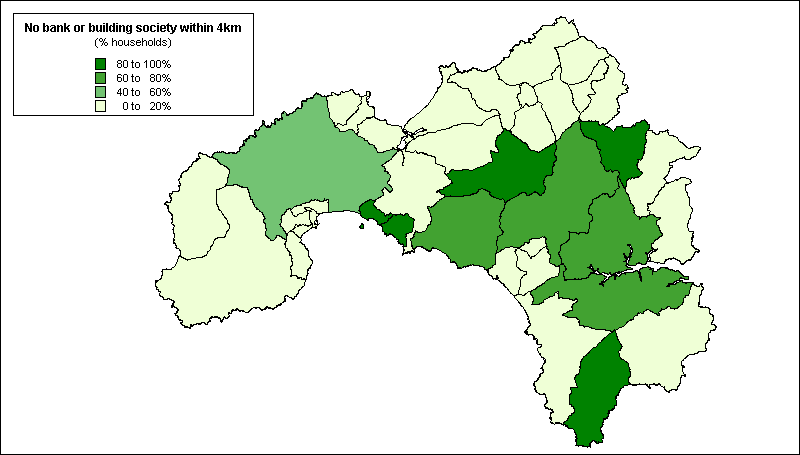 No bank or building society within 4km
(% households)
80 to 100%
60 to 80%
40 to 60%
0 to 20%